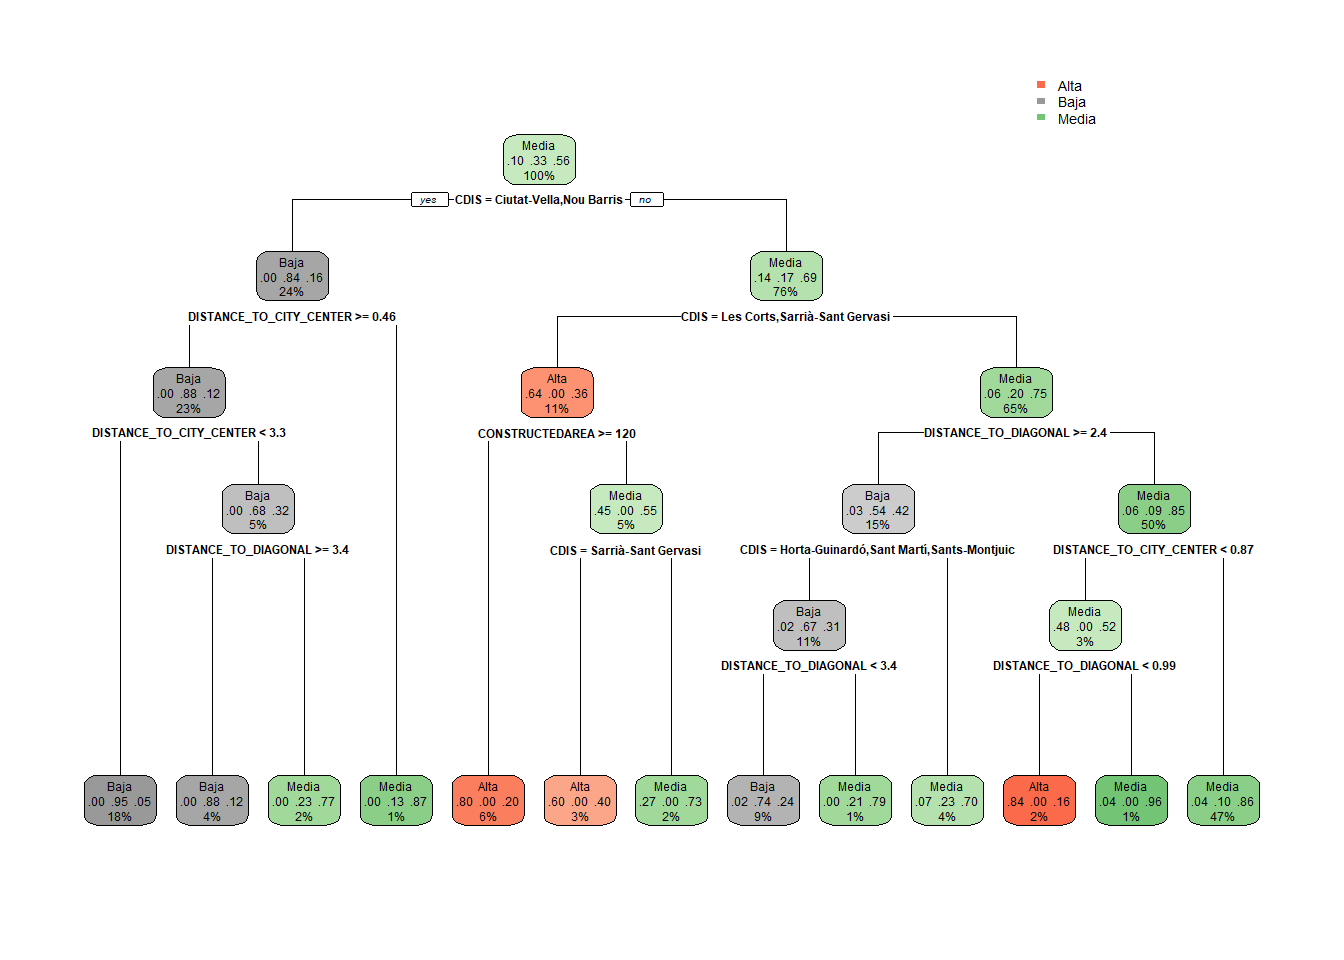 Alta
Baja
Media
Media
.10 .33 .56
100%
yes
CDIS = Ciutat-Vella,Nou Barris
no
Baja
.00 .84 .16
24%
Media
.14 .17 .69
76%
DISTANCE_TO_CITY_CENTER >= 0.46
CDIS = Les Corts,Sarrià-Sant Gervasi
Baja
.00 .88 .12
23%
Alta
.64 .00 .36
11%
Media
.06 .20 .75
65%
DISTANCE_TO_CITY_CENTER < 3.3
CONSTRUCTEDAREA >= 120
DISTANCE_TO_DIAGONAL >= 2.4
Baja
.00 .68 .32
5%
Media
.45 .00 .55
5%
Baja
.03 .54 .42
15%
Media
.06 .09 .85
50%
DISTANCE_TO_DIAGONAL >= 3.4
CDIS = Sarrià-Sant Gervasi
CDIS = Horta-Guinardó,Sant Martí,Sants-Montjuic
DISTANCE_TO_CITY_CENTER < 0.87
Baja
.02 .67 .31
11%
Media
.48 .00 .52
3%
DISTANCE_TO_DIAGONAL < 3.4
DISTANCE_TO_DIAGONAL < 0.99
Baja
.00 .95 .05
18%
Baja
.00 .88 .12
4%
Media
.00 .23 .77
2%
Media
.00 .13 .87
1%
Alta
.80 .00 .20
6%
Alta
.60 .00 .40
3%
Media
.27 .00 .73
2%
Baja
.02 .74 .24
9%
Media
.00 .21 .79
1%
Media
.07 .23 .70
4%
Alta
.84 .00 .16
2%
Media
.04 .00 .96
1%
Media
.04 .10 .86
47%